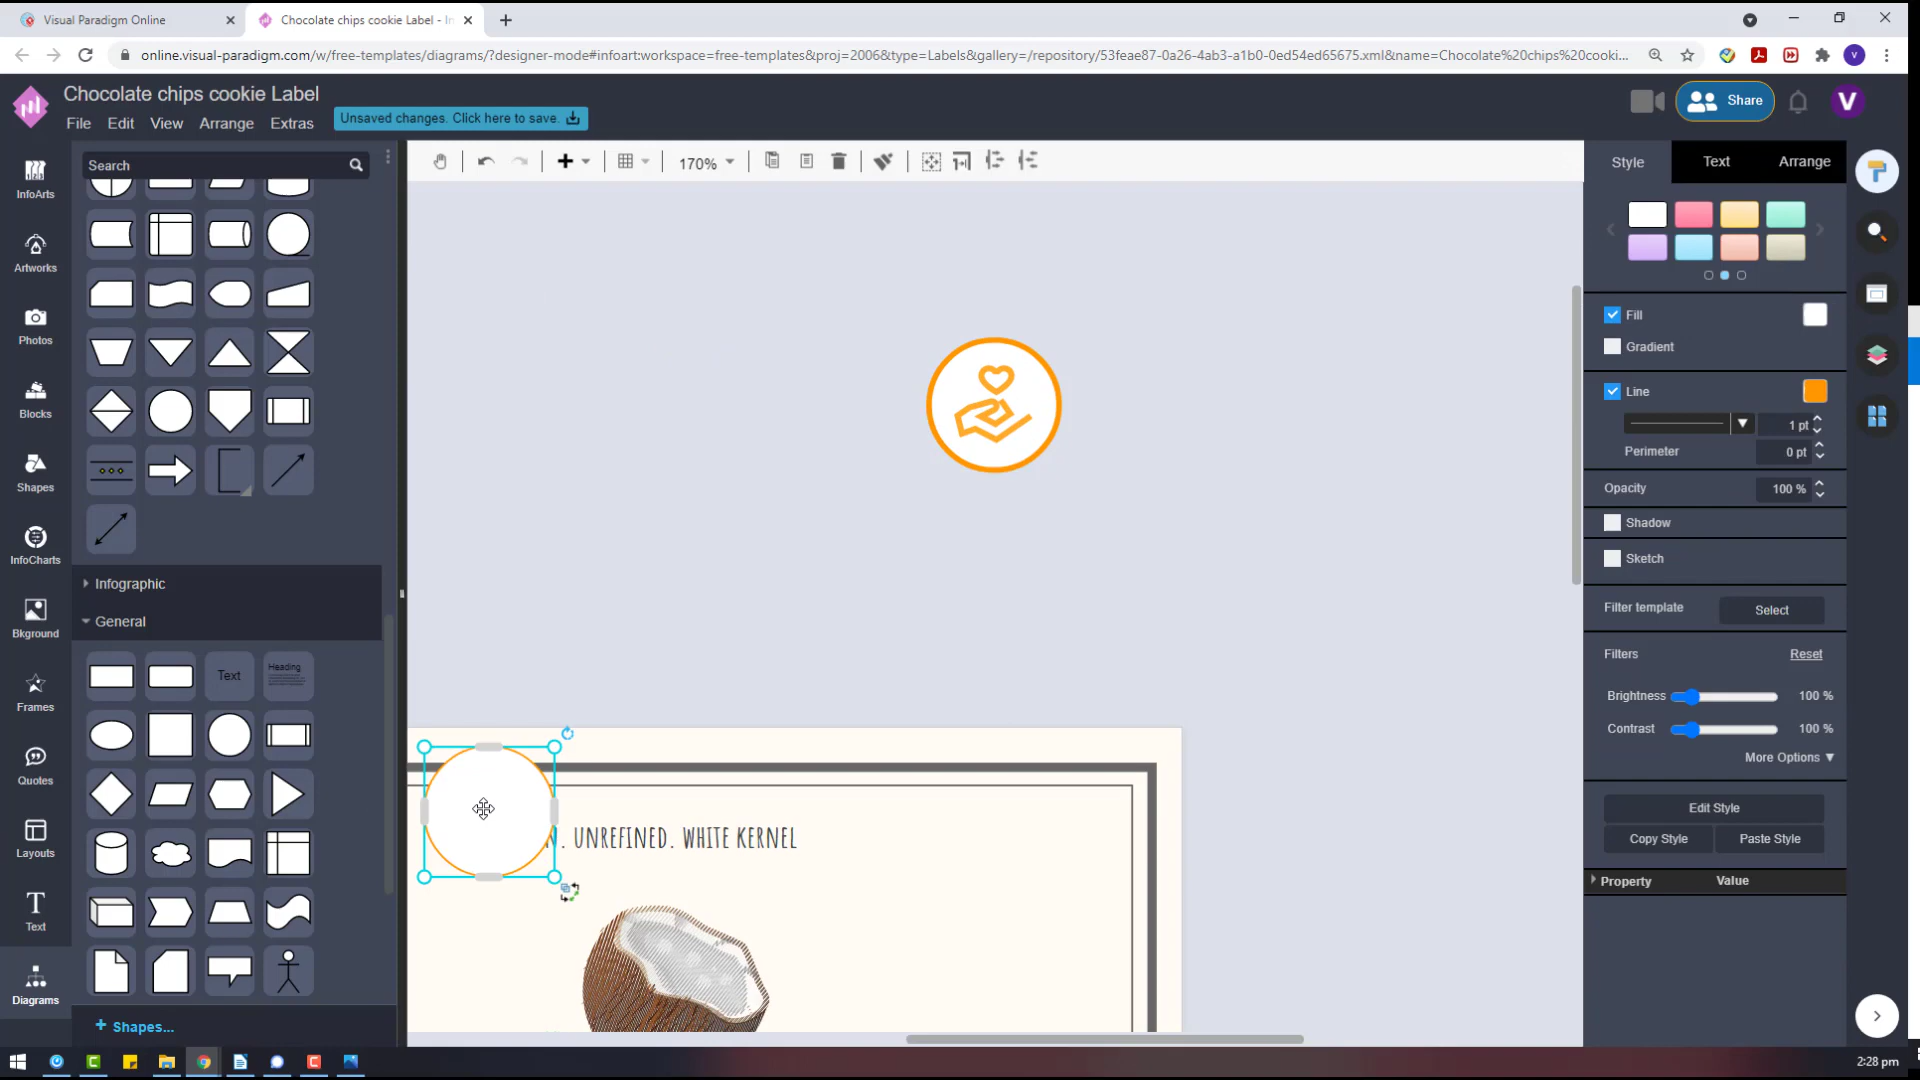 Visual Paradigm Online
Chocolate chips cookie Label - In
online.visual-paradigm.com/w/free-templates/diagrams/?designer-mode#infoart:workspace=free-templates&proj=2006&type=Labels&gallery=/repository/53feae87-0a26-4ab3-a1b0-0ed54ed65675.xml&name=Chocolate%20chips%20cooki...
V
Chocolate chips cookie Label
File Edit View Arrange Extras
Unsaved changes. Click here to save.
Share
V
Search
170%
Style
Text
Arrange
InfoArts
Artworks
Photos
Blocks
Shapes
InfoCharts
Bkground
Frames
Quotes
Layouts
Text
Diagrams
Infographic
General
Text
Heading
+ Shapes...
. UNREFINED. WHITE KERNEL
Fill
Gradient
Line
1 pt
Perimeter
0 pt
Opacity
100 %
Shadow
Sketch
Filter template
Select
Filters
Reset
Brightness
100 %
Contrast
100 %
More Options ▼
Edit Style
Copy Style
Paste Style
Property
Value
2:28 pm